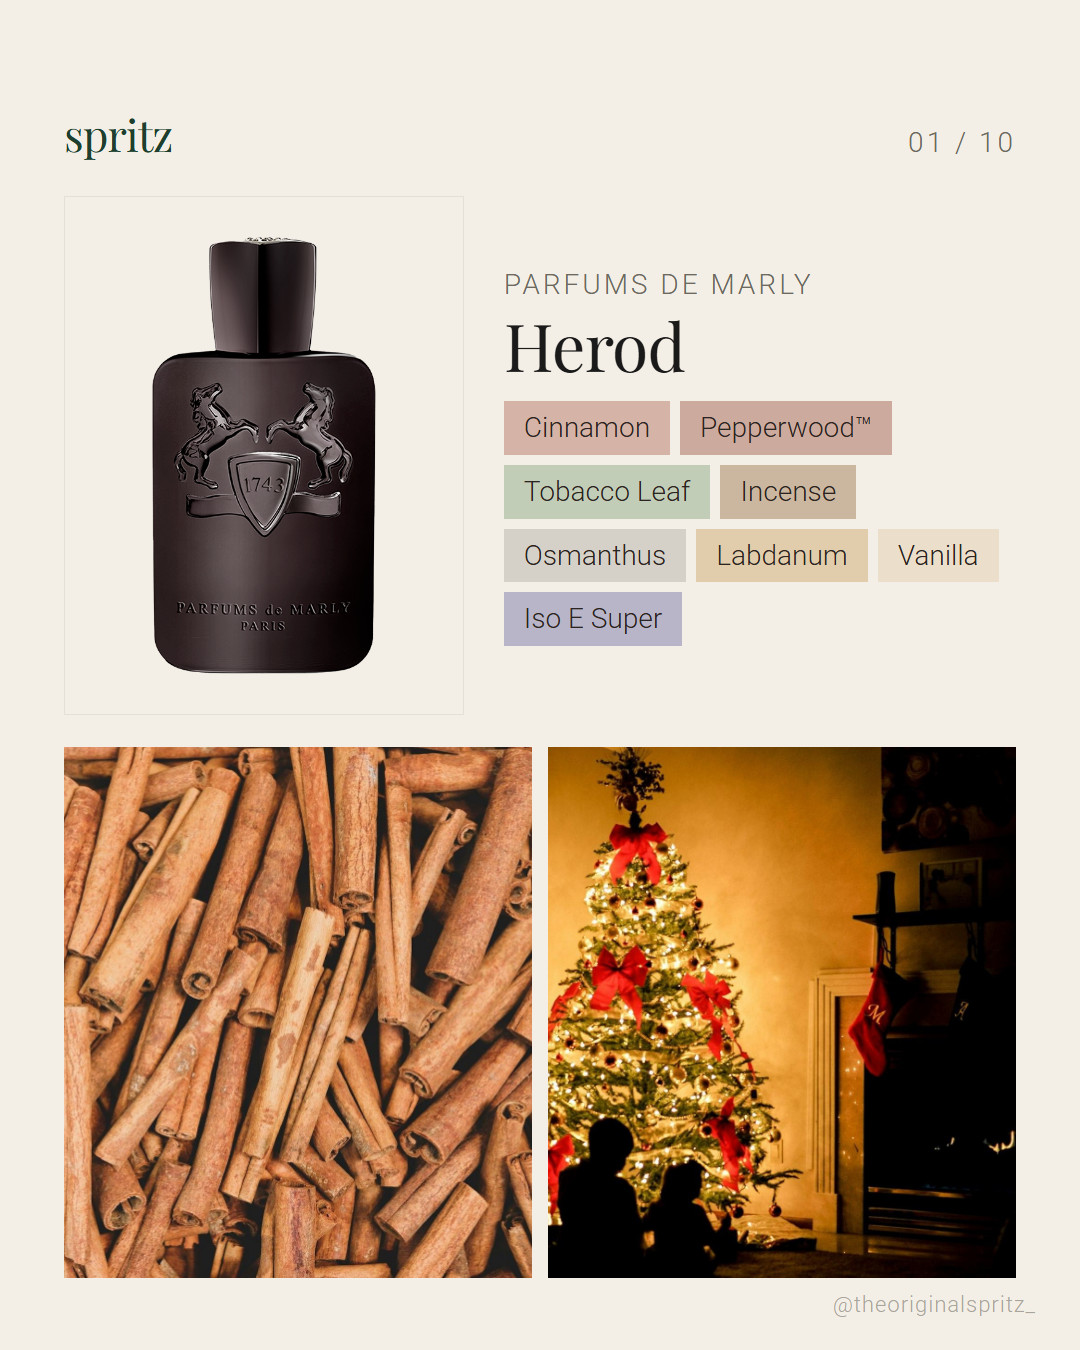 spritz
01 / 10
PARFUMS DE MARLY
Herod
Cinnamon
Pepperwood™
Tobacco Leaf
Incense
Osmanthus
Labdanum
Vanilla
Iso E Super
1743
PARFUMS de MARLY
PARIS
M
A
@theoriginalspritz_